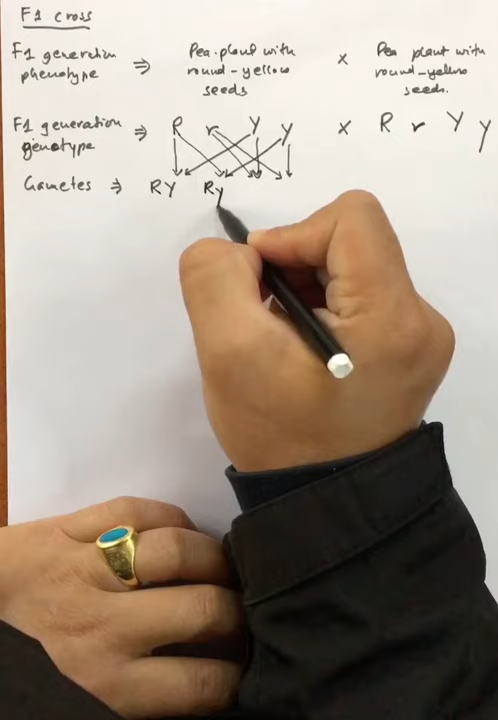 F1 cross
F1 generation ⇒ Pea plant with × Pea plant with
phenotype round-yellow round-yellow
seeds seeds.
F1 generation ⇒ R r Y y × R r Y y
genotype
Gametes ⇒ RY Ry